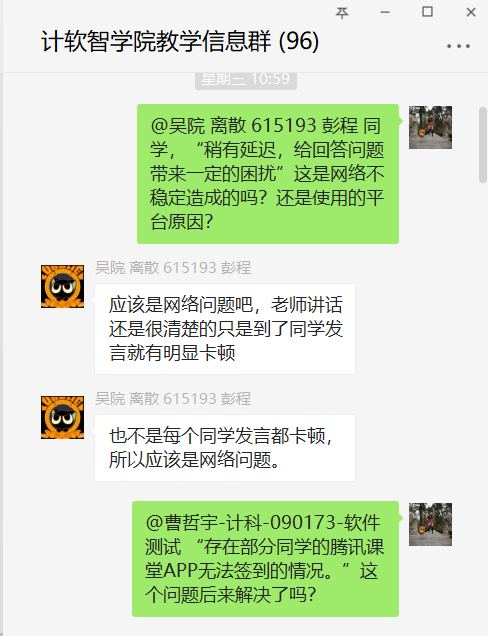 计软智学院教学信息群 (96)
星期三 10:59
@吴院 离散 615193 彭程 同
学，“稍有延迟，给回答问题
带来一定的困扰”这是网络不
稳定造成的吗？还是使用的平
台原因？
吴院 离散 615193 彭程
应该是网络问题吧，老师讲话
还是很清楚的只是到了同学发
言就有明显卡顿
吴院 离散 615193 彭程
也不是每个同学发言都卡顿，
所以应该是网络问题。
@曹哲宇-计科-090173-软件
测试 “存在部分同学的腾讯课
堂APP无法签到的情况。”这
个问题后来解决了吗？